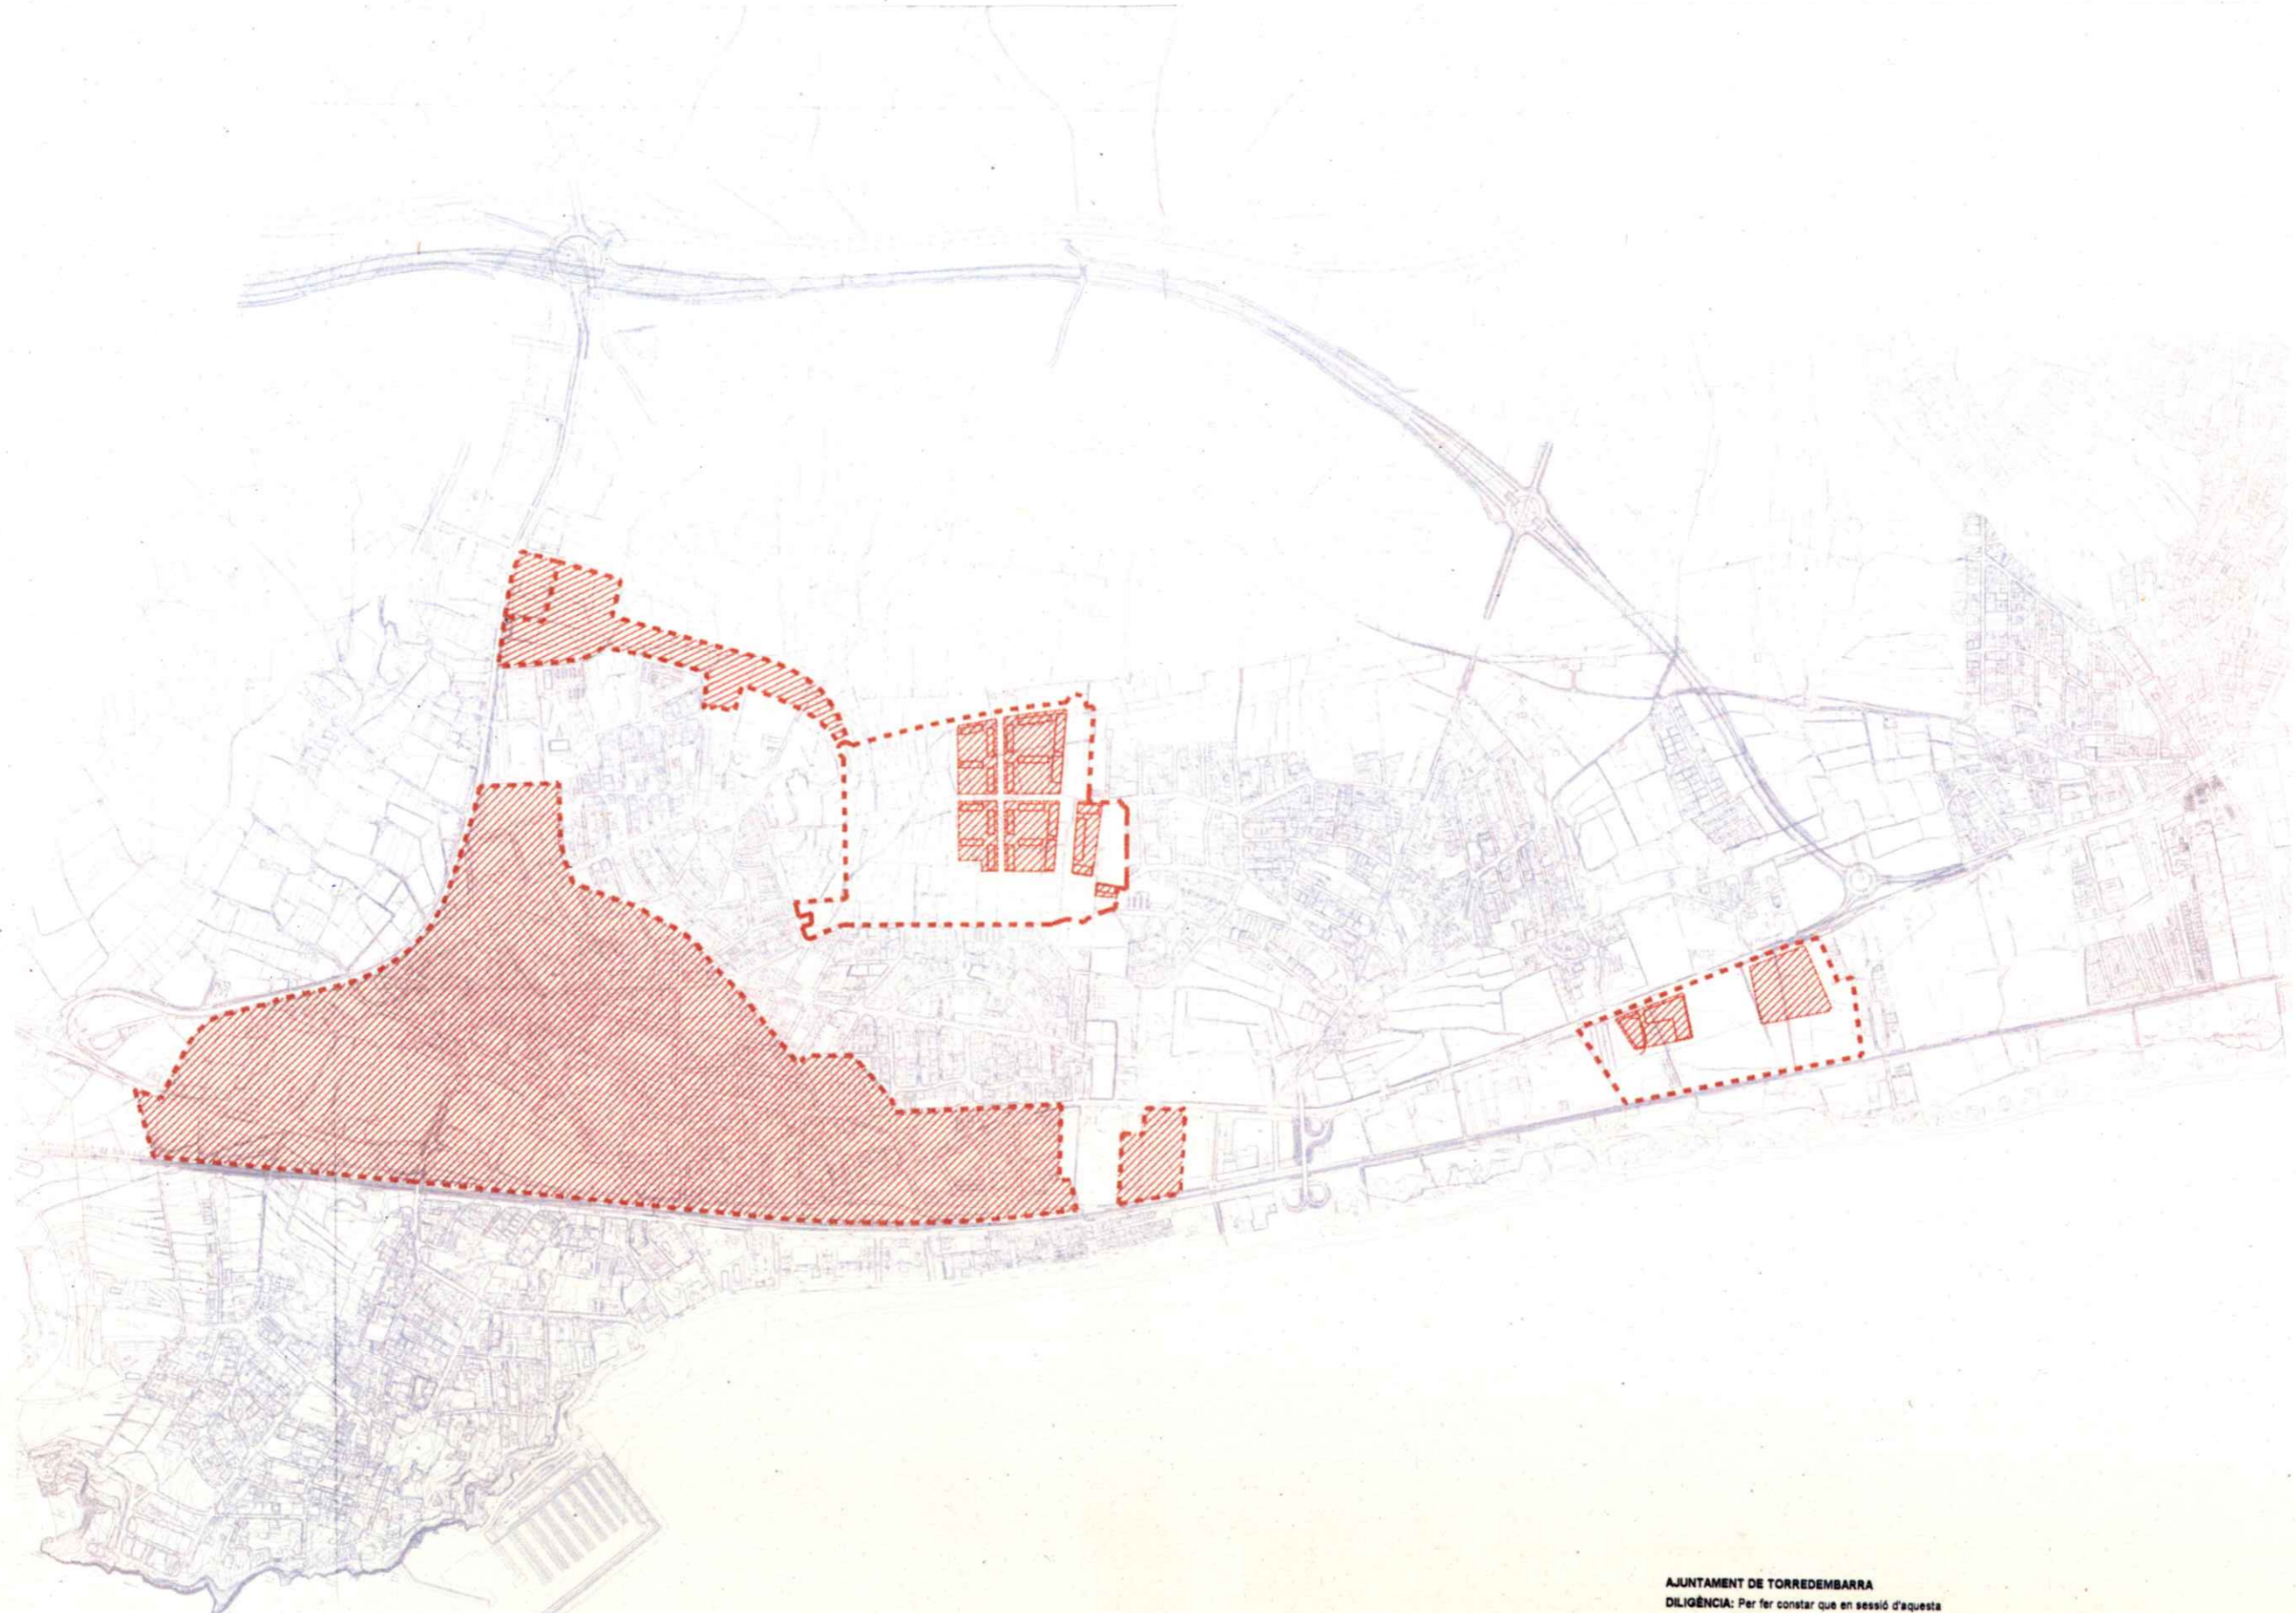 AJUNTAMENT DE TORREDEMBARRA
DILIGÈNCIA: Per fer constar que en sessió d'aquesta